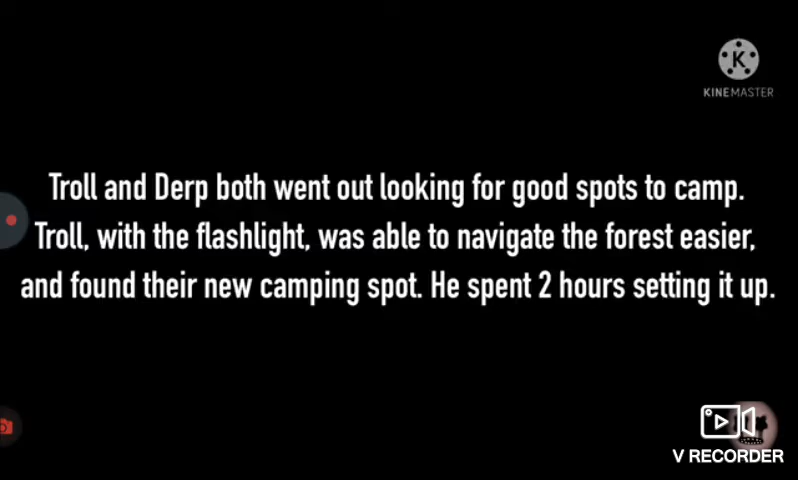 KINEMASTER
Troll and Derp both went out looking for good spots to camp.
Troll, with the flashlight, was able to navigate the forest easier,
and found their new camping spot. He spent 2 hours setting it up.
V RECORDER